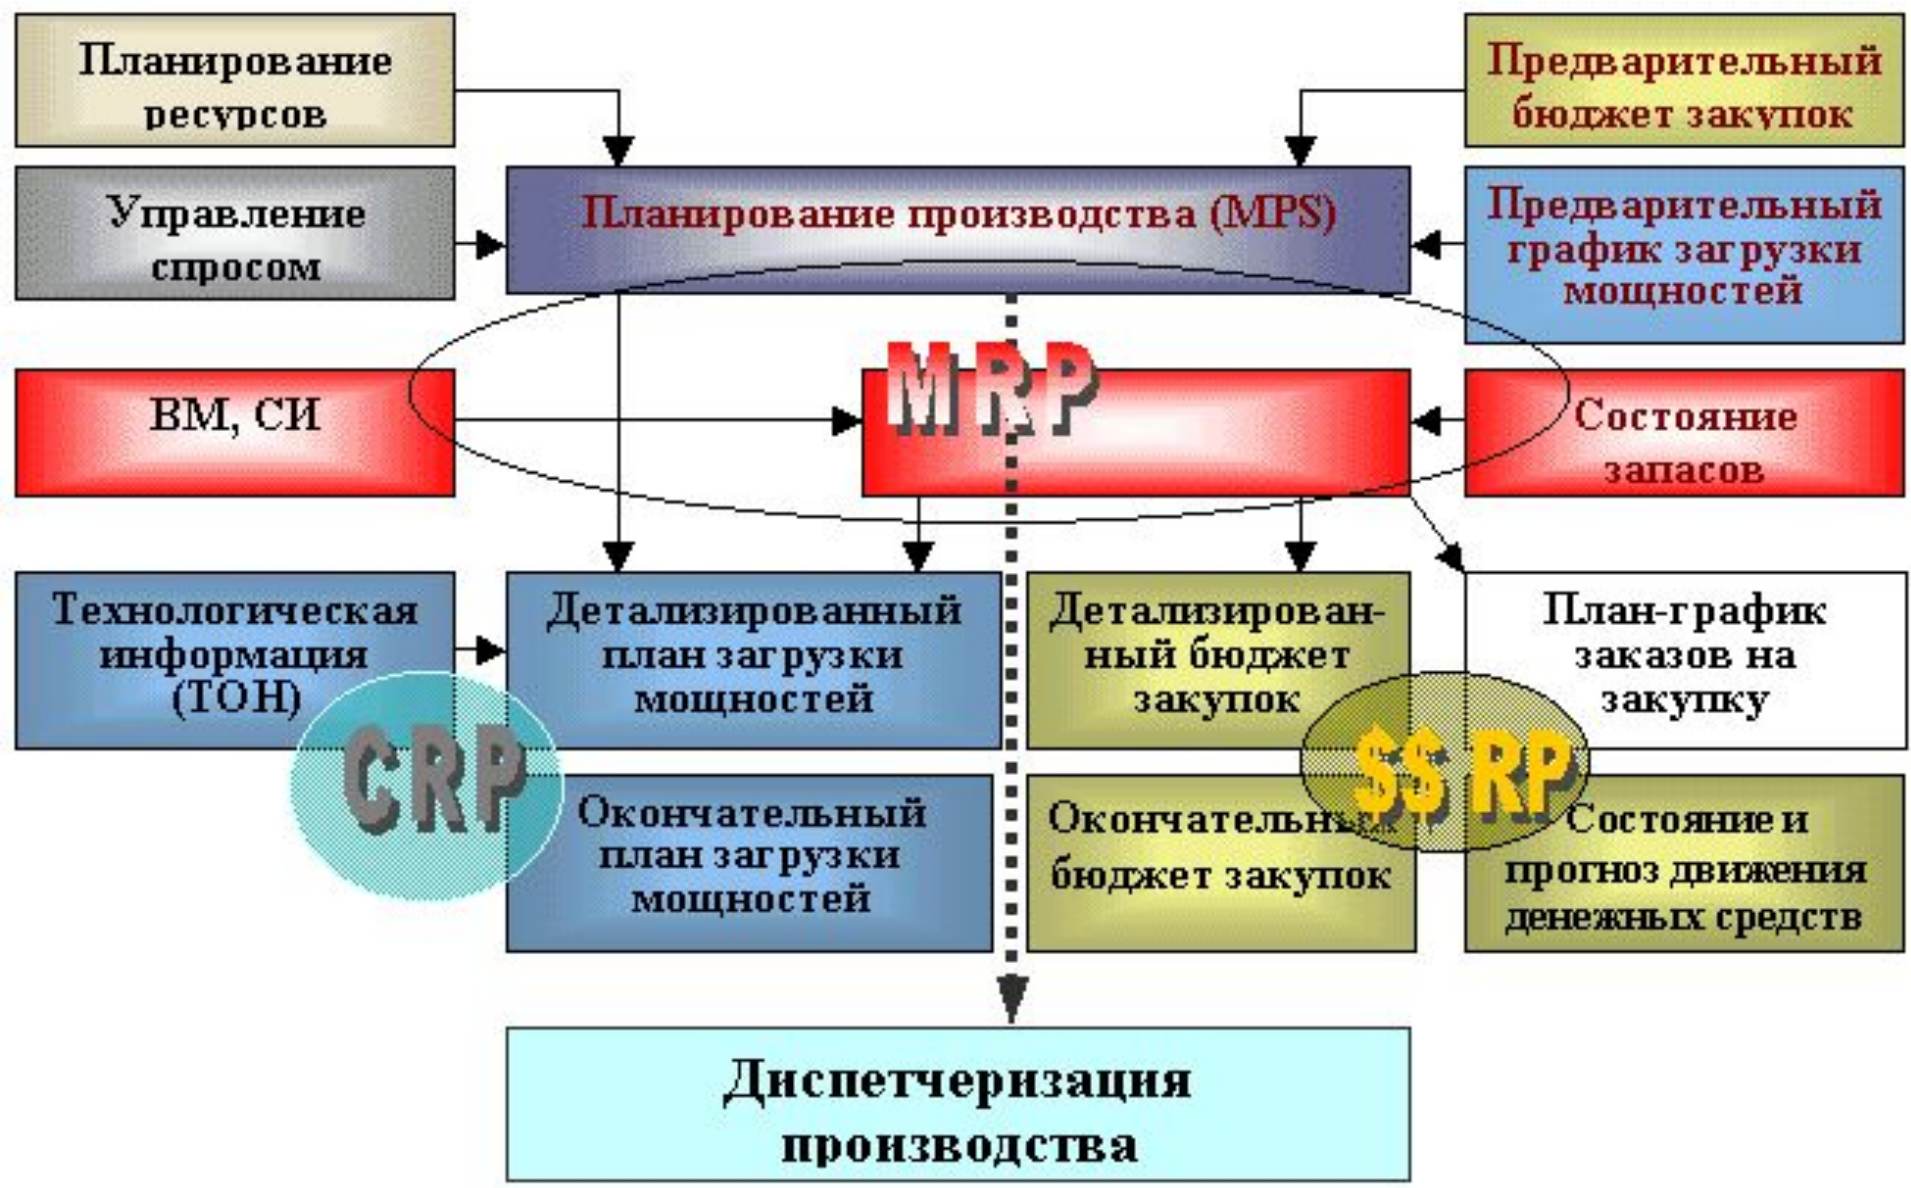 Планирование
ресурсов
Предварительный
бюджет закупок
Управление
спросом
Планирование производства (MPS)
Предварительный
график загрузки
мощностей
ВМ, СИ
MRP
Состояние
запасов
Технологическая
информация
(ТОН)
Детализированный
план загрузки
мощностей
Детализирован-
ный бюджет
закупок
План-график
заказов на
закупку
CRP
$$ RP
Окончательный
план загрузки
мощностей
бюджет закупок
Состояние и
прогноз движения
денежных средств
Диспетчеризация
производства